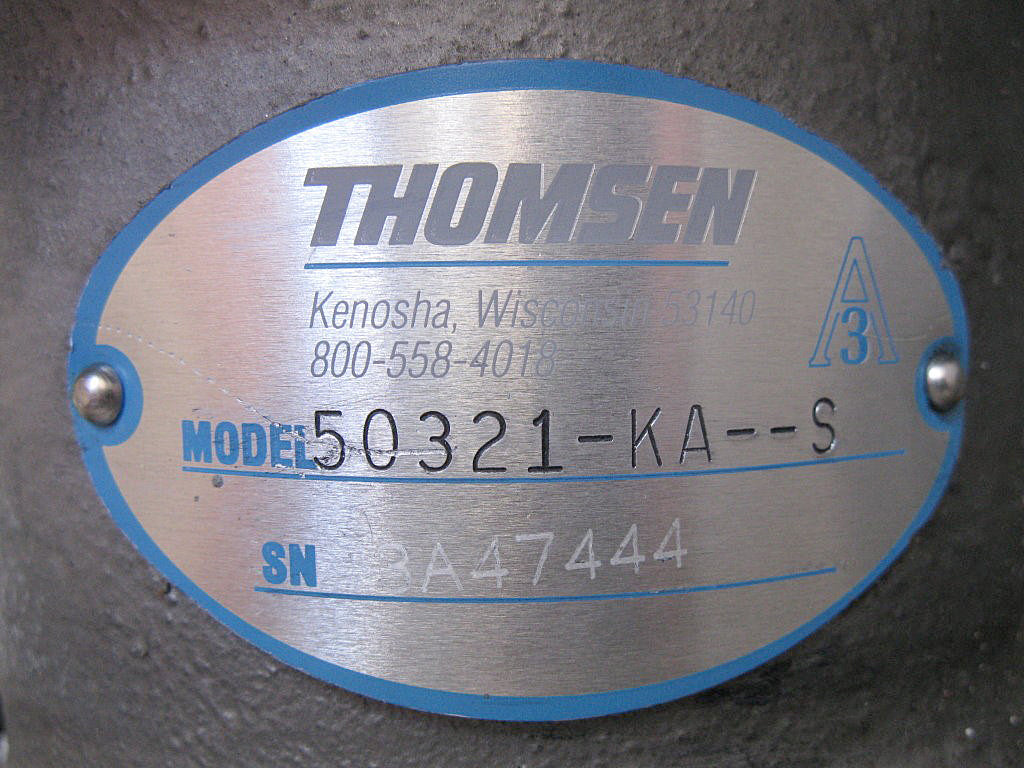 THOMSEN
Kenosha, Wisconsin 53140
800-558-4018
A
3
MODEL 50321-KA--S
SN 3A47444